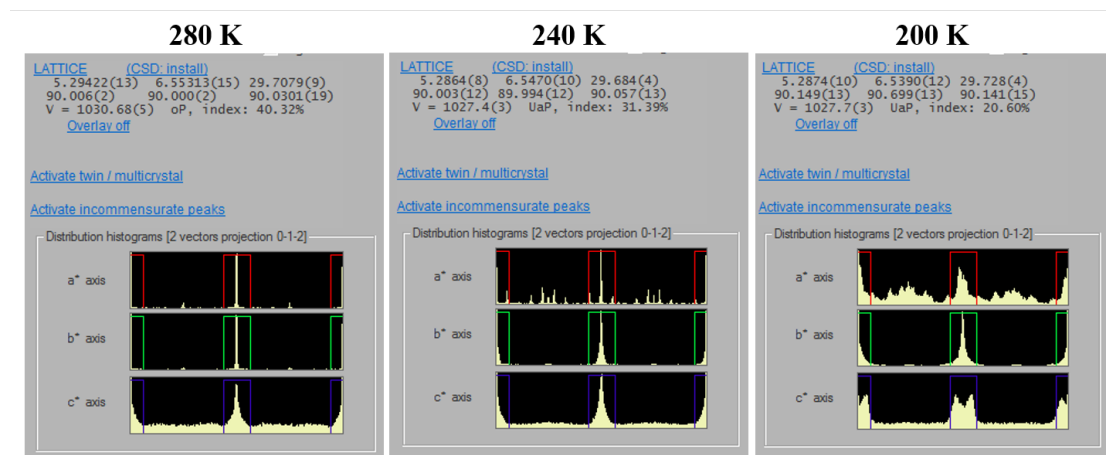 280 K
LATTICE (CSD: install)
5.29422(13) 6.55313(15) 29.7079(9)
90.006(2) 90.000(2) 90.0301(19)
V = 1030.68(5) oP, index: 40.32%
Overlay off
Activate twin / multicrystal
Activate incommensurate peaks
Distribution histograms [2 vectors projection 0-1-2]
a* axis
b* axis
c* axis
240 K
LATTICE (CSD: install)
5.2864(8) 6.5470(10) 29.684(4)
90.003(12) 89.994(12) 90.057(13)
V = 1027.4(3) UaP, index: 31.39%
Overlay off
Activate twin / multicrystal
Activate incommensurate peaks
Distribution histograms [2 vectors projection 0-1-2]
a* axis
b* axis
c* axis
200 K
LATTICE (CSD: install)
5.2874(10) 6.5390(12) 29.728(4)
90.149(13) 90.699(13) 90.141(15)
V = 1027.7(3) UaP, index: 20.60%
Overlay off
Activate twin / multicrystal
Activate incommensurate peaks
Distribution histograms [2 vectors projection 0-1-2]
a* axis
b* axis
c* axis